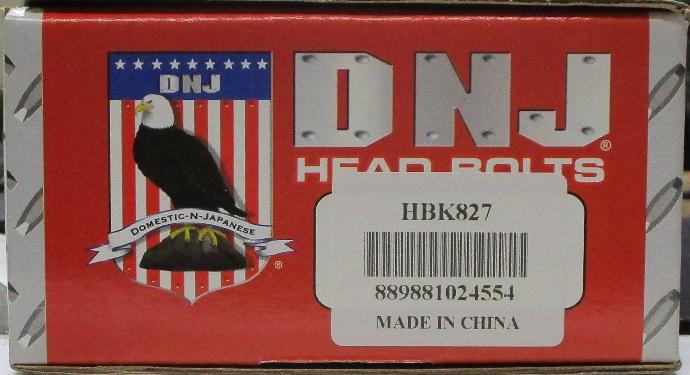 DNJ
DOMESTIC-N-JAPANESE
®
DNJ®
HEAD BOLTS
HBK827
889881024554
MADE IN CHINA